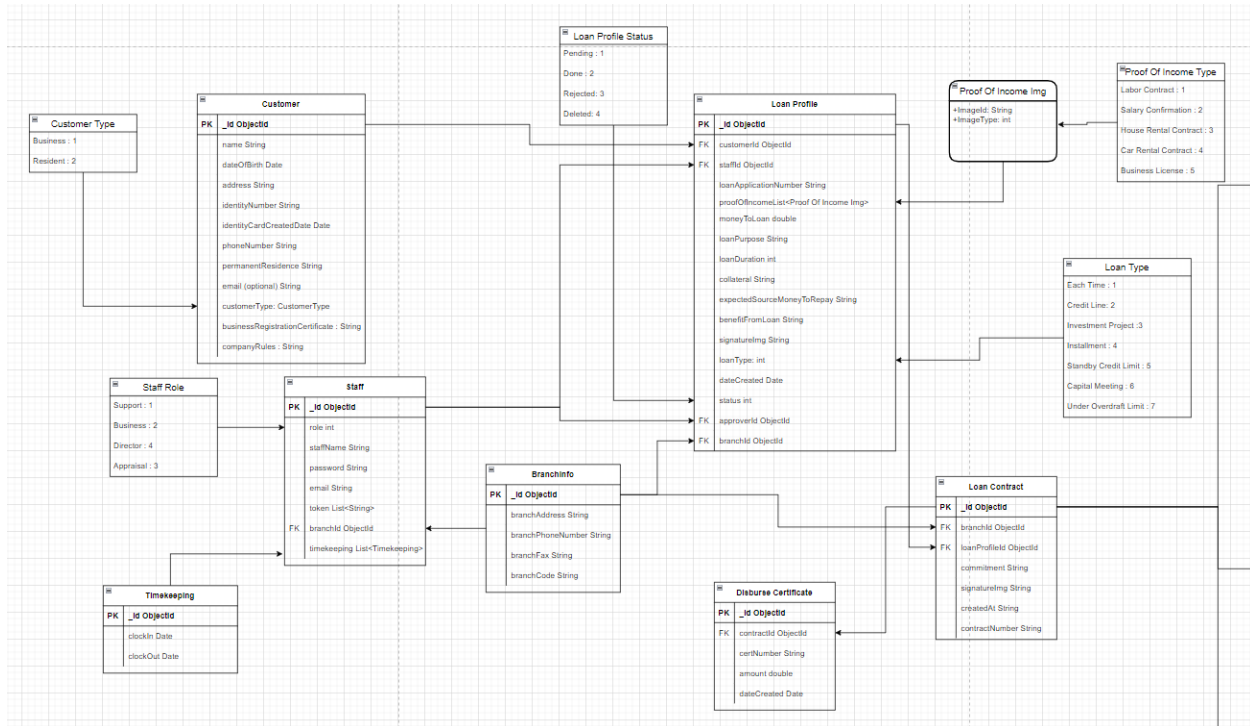 Customer Type
Business : 1
Resident : 2
Customer
PK _Id ObjectId
name String
dateOfBirth Date
address String
identityNumber String
identityCardCreatedDate Date
phoneNumber String
permanentResidence String
email (optional) String
customerType: CustomerType
businessRegistrationCertificate : String
companyRules : String
Loan Profile Status
Pending : 1
Done : 2
Rejected : 3
Deleted : 4
Loan Profile
PK _Id ObjectId
FK customerId ObjectId
FK staffId ObjectId
loanApplicationNumber String
proofOfIncomeList<Proof Of Income Img>
moneyToLoan double
loanPurpose String
loanDuration int
collateral String
expectedSourceMoneyToRepay String
benefitFromLoan String
signatureImg String
loanType: int
dateCreated Date
status int
FK approverId ObjectId
FK branchId ObjectId
Proof Of Income Img
+ImageId: String
+ImageType: int
Proof Of Income Type
Labor Contract : 1
Salary Confirmation : 2
House Rental Contract : 3
Car Rental Contract : 4
Business License : 5
Loan Type
Each Time : 1
Credit Line: 2
Investment Project :3
Installment : 4
Standby Credit Limit : 5
Capital Meeting : 6
Under Overdraft Limit : 7
Staff Role
Support : 1
Business : 2
Director : 4
Appraisal : 3
Staff
PK _Id ObjectId
role int
staffName String
password String
email String
token List<String>
FK branchId ObjectId
timekeeping List<Timekeeping>
BranchInfo
PK _Id ObjectId
branchAddress String
branchPhoneNumber String
branchFax String
branchCode String
Loan Contract
PK _Id ObjectId
FK branchId ObjectId
FK loanProfileId ObjectId
commitment String
signatureImg String
createdAt String
contractNumber String
Timekeeping
PK _Id ObjectId
clockIn Date
clockOut Date
Disburse Certificate
PK _Id ObjectId
FK contractId ObjectId
certNumber String
amount double
dateCreated Date